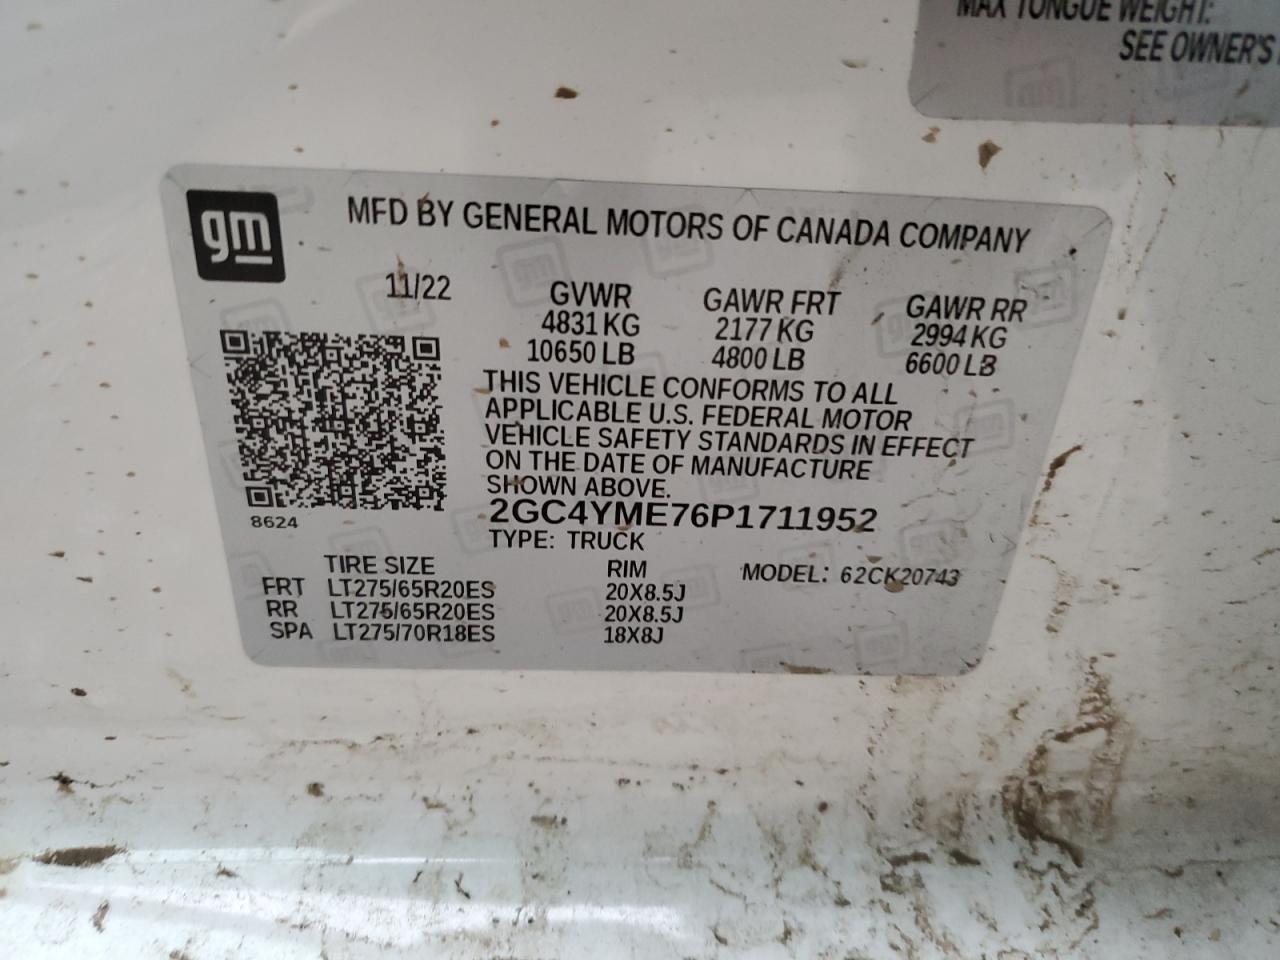 MAX TONGUE WEIGHT:
SEE OWNER'S
gm
MFD BY GENERAL MOTORS OF CANADA COMPANY
11/22 GVWR GAWR FRT GAWR RR
4831 KG 2177 KG 2994 KG
10650 LB 4800 LB 6600 LB
THIS VEHICLE CONFORMS TO ALL
APPLICABLE U.S. FEDERAL MOTOR
VEHICLE SAFETY STANDARDS IN EFFECT
ON THE DATE OF MANUFACTURE
SHOWN ABOVE.
8624
2GC4YME76P1711952
TYPE: TRUCK
TIRE SIZE RIM MODEL: 62CK20743
FRT LT275/65R20ES 20X8.5J
RR LT275/65R20ES 20X8.5J
SPA LT275/70R18ES 18X8J